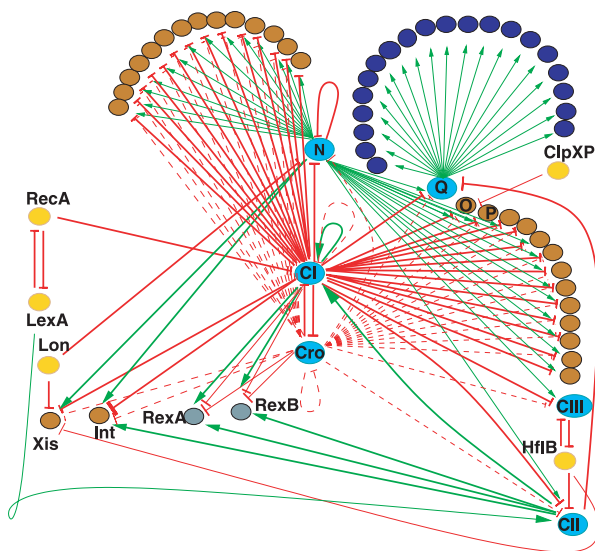 N
ClpXP
Q
RecA
O
P
CI
LexA
Lon
Cro
RexA
RexB
CIII
Xis
Int
HflB
CII